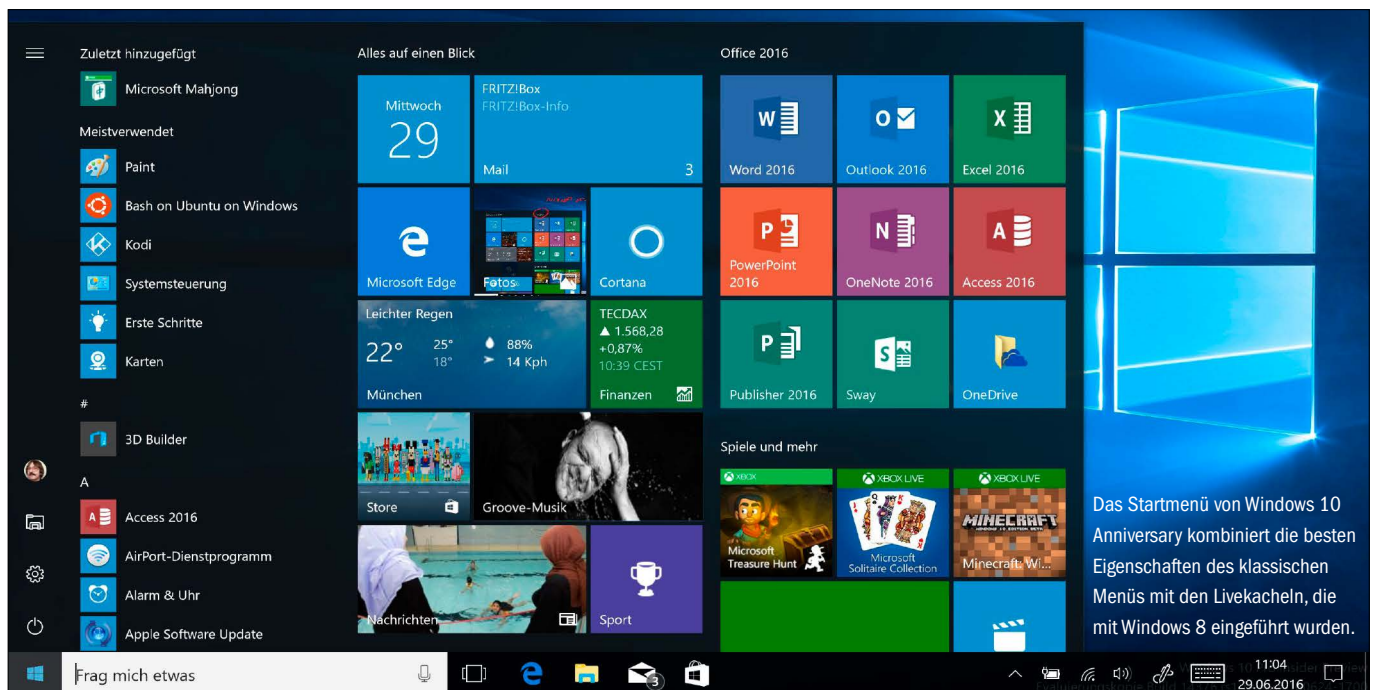 Zuletzt hinzugefügt
Microsoft Mahjong
Meistverwendet
Paint
Bash on Ubuntu on Windows
Kodi
Systemsteuerung
Erste Schritte
Karten
#
3D Builder
A
Access 2016
AirPort-Dienstprogramm
Alarm & Uhr
Apple Software Update
Alles auf einen Blick
Mittwoch
29
FRITZ!Box
FRITZ!Box-Info
Mail 3
Microsoft Edge
Fotos
Cortana
Leichter Regen
22° 25° 88%
18° 14 Kph
München
TECDAX
▲ 1.568,28
+0,87%
10:39 CEST
Finanzen
Store
Groove-Musik
Nachrichten
Sport
Office 2016
Word 2016
Outlook 2016
Excel 2016
PowerPoint
2016
OneNote 2016
Access 2016
Publisher 2016
Sway
OneDrive
Spiele und mehr
XBOX
Microsoft
Treasure Hunt
XBOX LIVE
Microsoft
Solitaire Collection
XBOX LIVE
MINECRAFT
WINDOWS 10 EDITION BETA
Minecraft: Wi...
Das Startmenü von Windows 10
Anniversary kombiniert die besten
Eigenschaften des klassischen
Menüs mit den Livekacheln, die
mit Windows 8 eingeführt wurden.
Frag mich etwas
3
11:04
29.06.2016